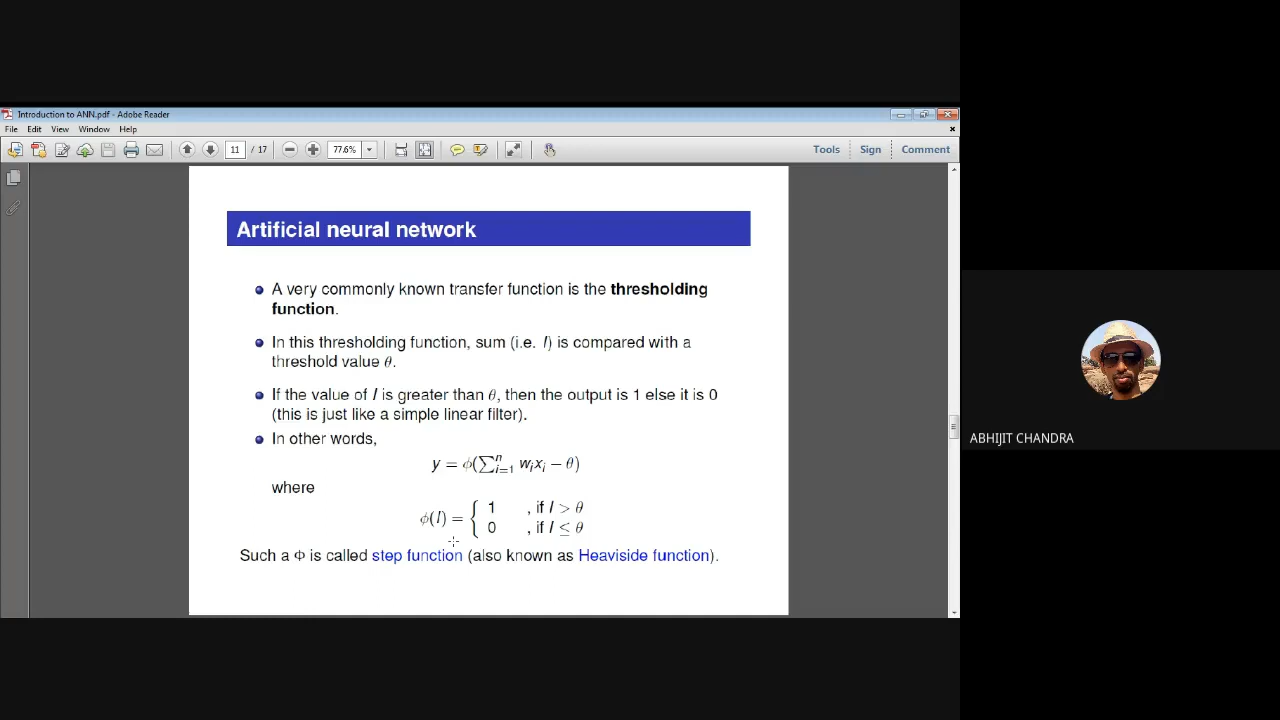 Introduction to ANN.pdf - Adobe Reader
File Edit View Window Help
11 / 17 77.6% Tools Sign Comment
Artificial neural network
A very commonly known transfer function is the thresholding
function.
In this thresholding function, sum (i.e. I) is compared with a
threshold value θ.
If the value of I is greater than θ, then the output is 1 else it is 0
(this is just like a simple linear filter).
In other words,
y = ϕ(∑ⁿᵢ₌₁ wᵢxᵢ − θ)
where
ϕ(I) = { 1 , if I > θ
0 , if I ≤ θ
Such a Φ is called step function (also known as Heaviside function).
ABHIJIT CHANDRA